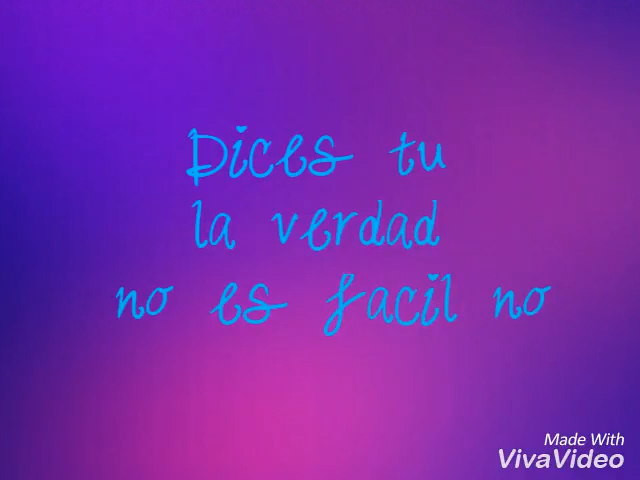 Dices tu
la verdad
no es facil no
Made With
VivaVideo